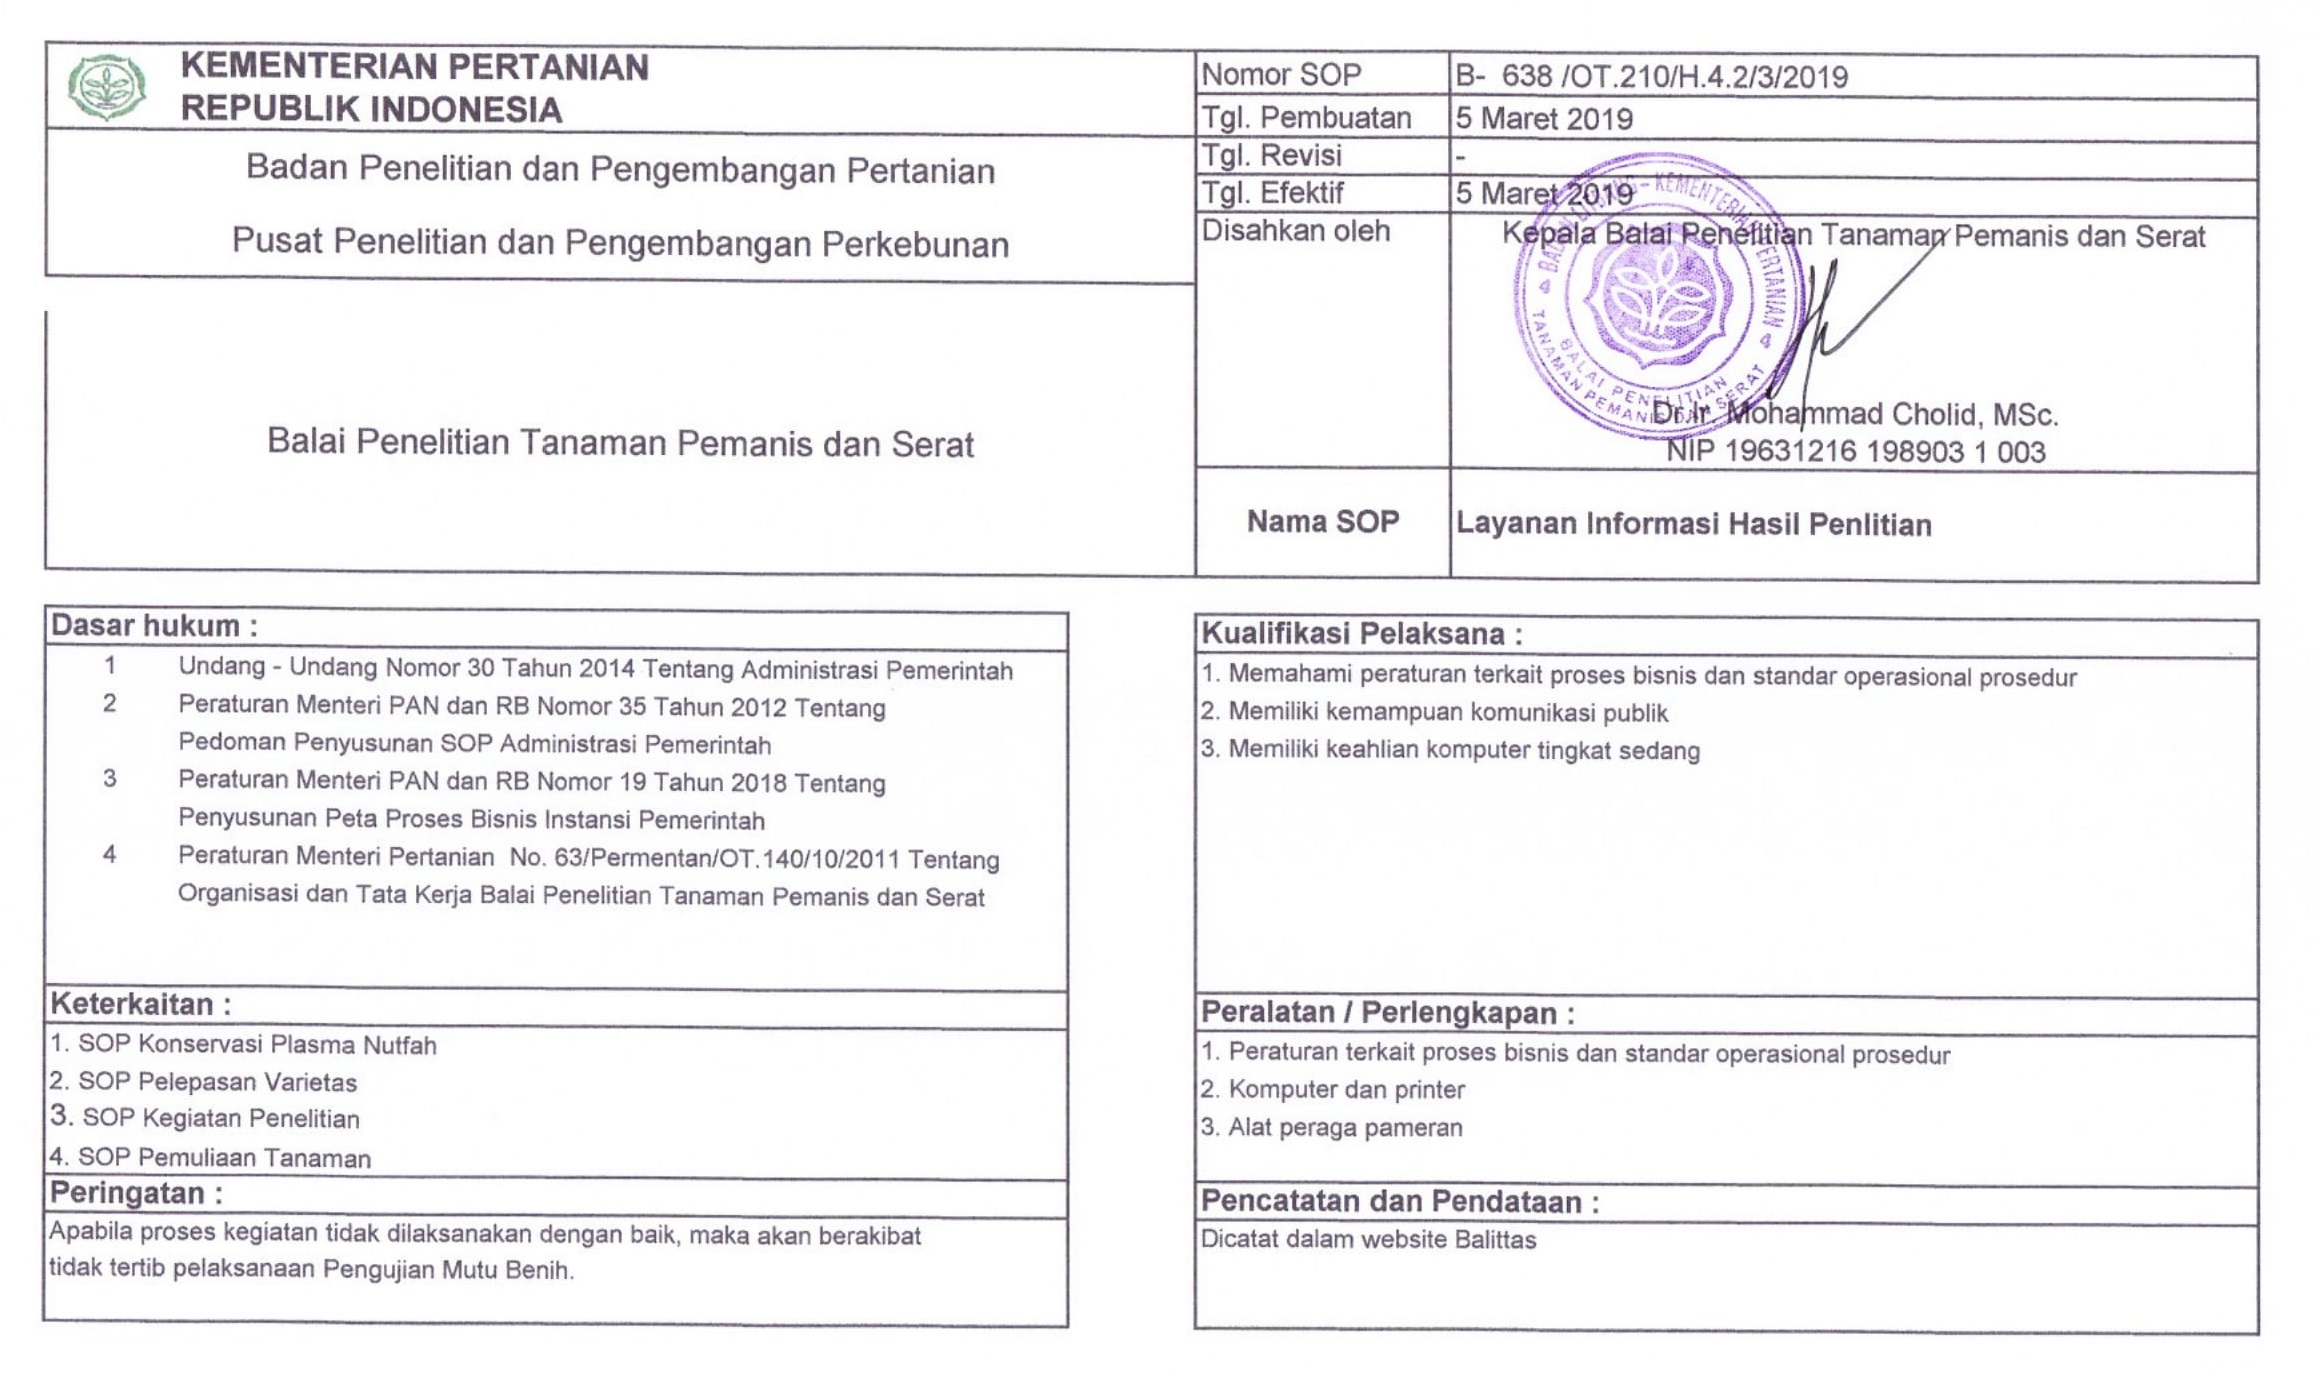 KEMENTERIAN PERTANIAN
REPUBLIK INDONESIA
Badan Penelitian dan Pengembangan Pertanian
Pusat Penelitian dan Pengembangan Perkebunan
Balai Penelitian Tanaman Pemanis dan Serat
Nomor SOP B- 638 /OT.210/H.4.2/3/2019
Tgl. Pembuatan 5 Maret 2019
Tgl. Revisi -
Tgl. Efektif 5 Maret 2019
Disahkan oleh Kepala Balai Penelitian Tanaman Pemanis dan Serat
BADAN LITBANG - KEMENTERIAN PERTANIAN
BALAI PENELITIAN
TANAMAN PEMANIS DAN SERAT
Dr.Ir. Mohammad Cholid, MSc.
NIP 19631216 198903 1 003
Nama SOP Layanan Informasi Hasil Penlitian
Dasar hukum :
1 Undang - Undang Nomor 30 Tahun 2014 Tentang Administrasi Pemerintah
2 Peraturan Menteri PAN dan RB Nomor 35 Tahun 2012 Tentang
Pedoman Penyusunan SOP Administrasi Pemerintah
3 Peraturan Menteri PAN dan RB Nomor 19 Tahun 2018 Tentang
Penyusunan Peta Proses Bisnis Instansi Pemerintah
4 Peraturan Menteri Pertanian No. 63/Permentan/OT.140/10/2011 Tentang
Organisasi dan Tata Kerja Balai Penelitian Tanaman Pemanis dan Serat
Keterkaitan :
1. SOP Konservasi Plasma Nutfah
2. SOP Pelepasan Varietas
3. SOP Kegiatan Penelitian
4. SOP Pemuliaan Tanaman
Peringatan :
Apabila proses kegiatan tidak dilaksanakan dengan baik, maka akan berakibat
tidak tertib pelaksanaan Pengujian Mutu Benih.
Kualifikasi Pelaksana :
1. Memahami peraturan terkait proses bisnis dan standar operasional prosedur
2. Memiliki kemampuan komunikasi publik
3. Memiliki keahlian komputer tingkat sedang
Peralatan / Perlengkapan :
1. Peraturan terkait proses bisnis dan standar operasional prosedur
2. Komputer dan printer
3. Alat peraga pameran
Pencatatan dan Pendataan :
Dicatat dalam website Balittas